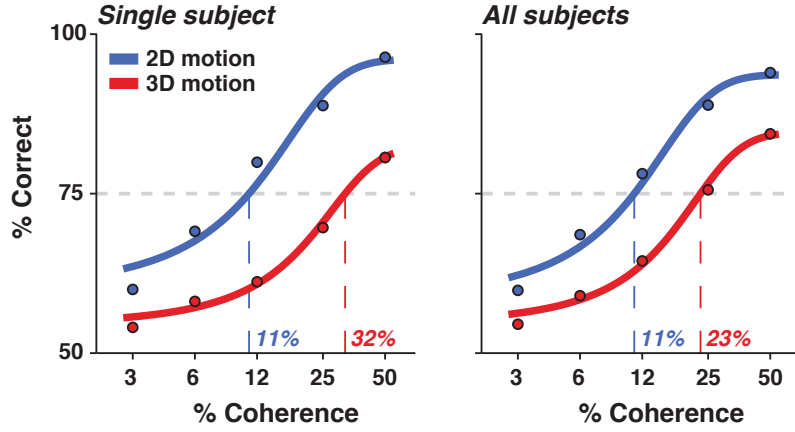 Single subject
All subjects
100
2D motion
3D motion
75
% Correct
11%
32%
11%
23%
50
3 6 12 25 50
3 6 12 25 50
% Coherence
% Coherence